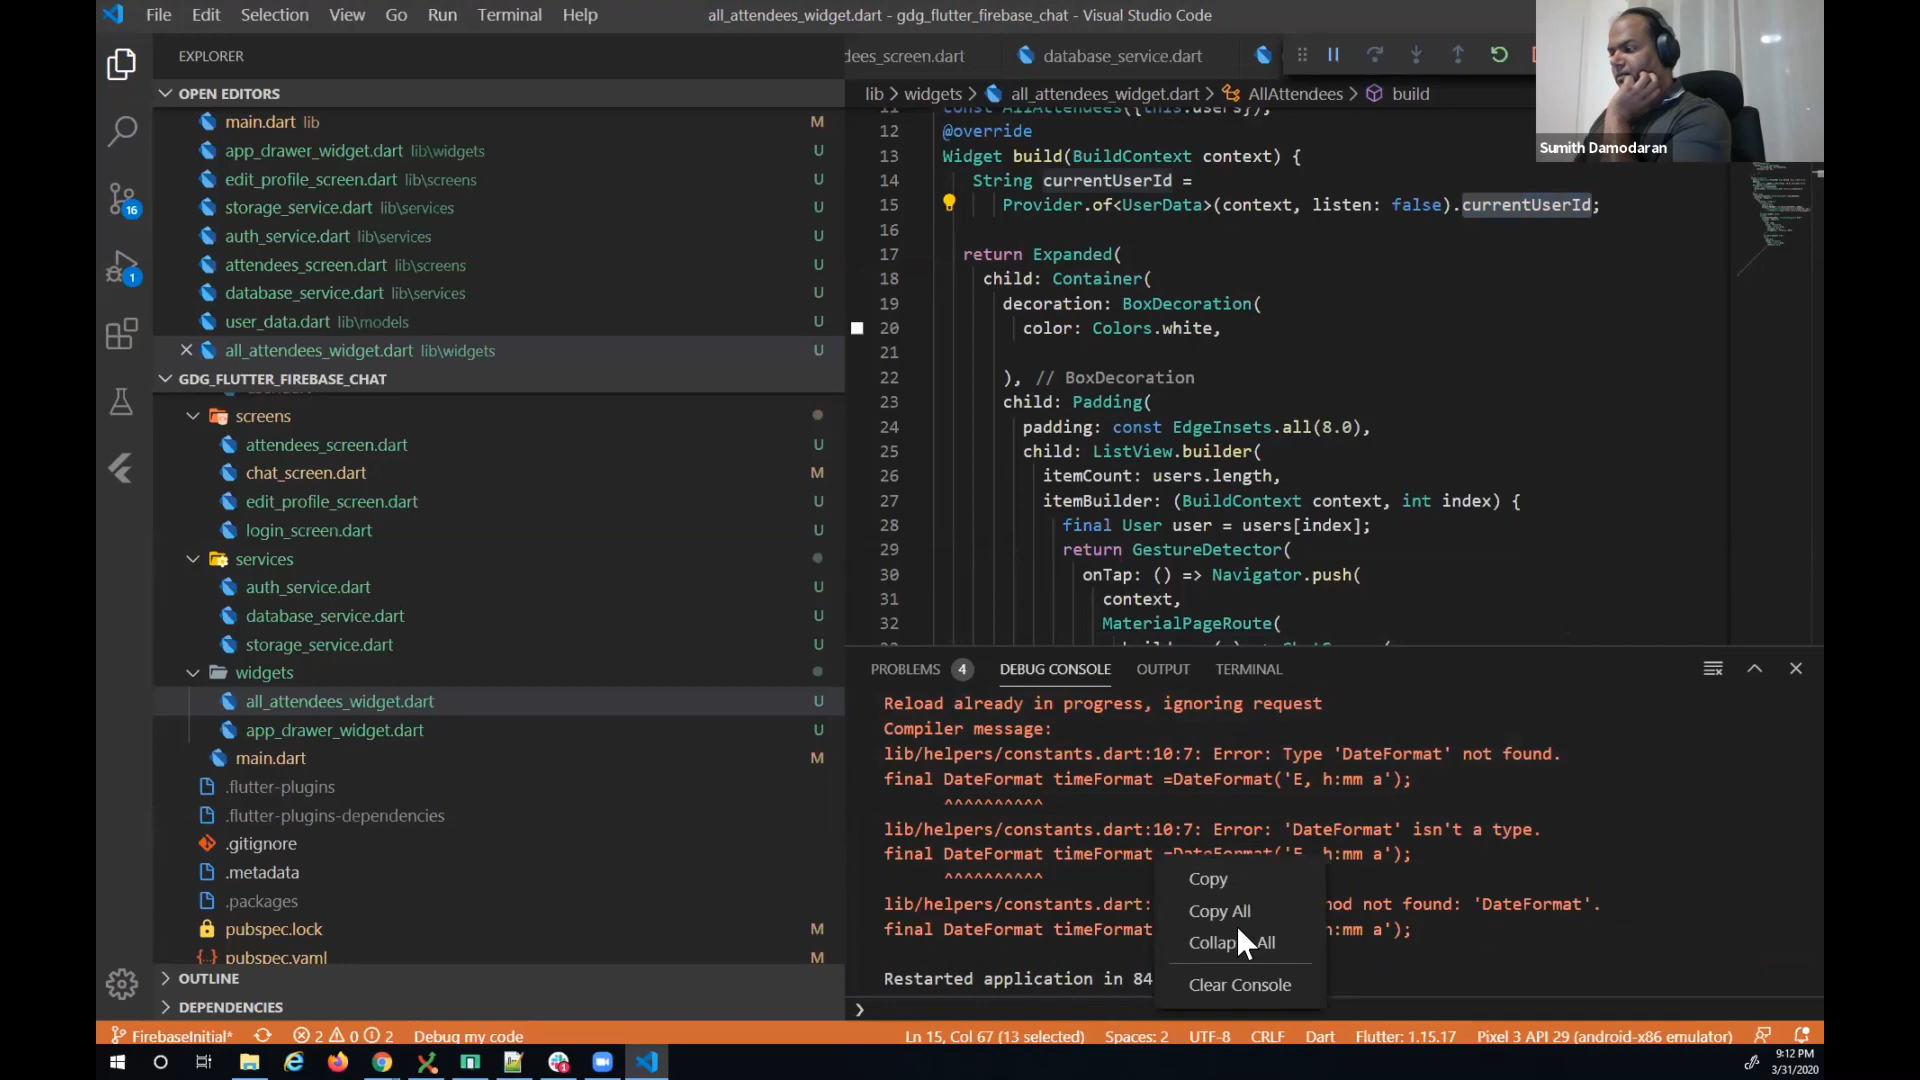 File Edit Selection View Go Run Terminal Help
all_attendees_widget.dart - gdg_flutter_firebase_chat - Visual Studio Code
EXPLORER
OPEN EDITORS
main.dart lib M
app_drawer_widget.dart lib\widgets U
edit_profile_screen.dart lib\screens U
storage_service.dart lib\services U
auth_service.dart lib\services U
attendees_screen.dart lib\screens U
database_service.dart lib\services U
user_data.dart lib\models U
all_attendees_widget.dart lib\widgets U
GDG_FLUTTER_FIREBASE_CHAT
screens
attendees_screen.dart U
chat_screen.dart M
edit_profile_screen.dart U
login_screen.dart U
services
auth_service.dart U
database_service.dart U
storage_service.dart U
widgets
all_attendees_widget.dart U
app_drawer_widget.dart U
main.dart M
.flutter-plugins
.flutter-plugins-dependencies
.gitignore
.metadata
.packages
pubspec.lock M
pubspec.yaml M
OUTLINE
DEPENDENCIES
16
1
dees_screen.dart database_service.dart
lib > widgets > all_attendees_widget.dart > AllAttendees > build
11 const AllAttendees({this.users});
12 @override
13 Widget build(BuildContext context) {
14 String currentUserId =
15 Provider.of<UserData>(context, listen: false).currentUserId;
16
17 return Expanded(
18 child: Container(
19 decoration: BoxDecoration(
20 color: Colors.white,
21
22 ), // BoxDecoration
23 child: Padding(
24 padding: const EdgeInsets.all(8.0),
25 child: ListView.builder(
26 itemCount: users.length,
27 itemBuilder: (BuildContext context, int index) {
28 final User user = users[index];
29 return GestureDetector(
30 onTap: () => Navigator.push(
31 context,
32 MaterialPageRoute(
Sumith Damodaran
PROBLEMS 4 DEBUG CONSOLE OUTPUT TERMINAL
Reload already in progress, ignoring request
Compiler message:
lib/helpers/constants.dart:10:7: Error: Type 'DateFormat' not found.
final DateFormat timeFormat =DateFormat('E, h:mm a');
^^^^^^^^^^
lib/helpers/constants.dart:10:7: Error: 'DateFormat' isn't a type.
final DateFormat timeFormat =DateFormat('E, h:mm a');
^^^^^^^^^^
lib/helpers/constants.dart: hod not found: 'DateFormat'.
final DateFormat timeFormat h:mm a');
Restarted application in 84
Copy
Copy All
Collap All
Clear Console
FirebaseInitial* 2 0 2 Debug my code Ln 15, Col 67 (13 selected) Spaces: 2 UTF-8 CRLF Dart Flutter: 1.15.17 Pixel 3 API 29 (android-x86 emulator)
9:12 PM
3/31/2020